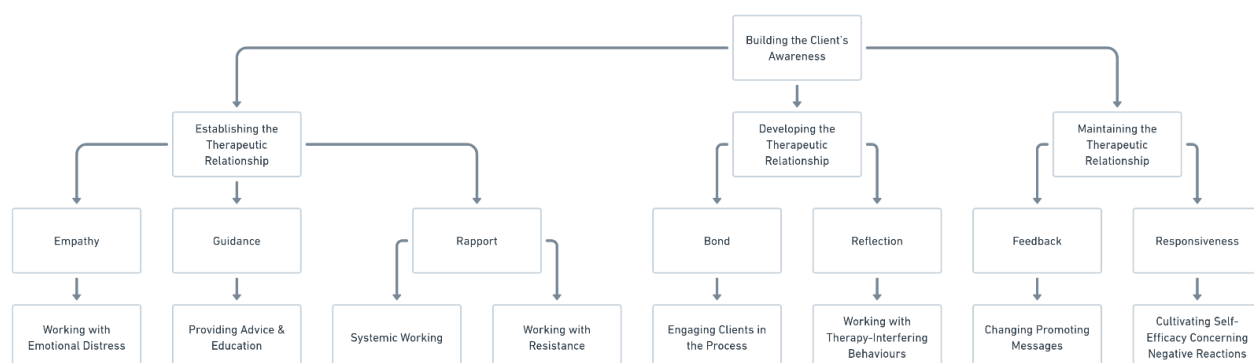 Building the Client's
Awareness
Establishing the
Therapeutic
Relationship
Developing the
Therapeutic
Relationship
Maintaining the
Therapeutic
Relationship
Empathy
Guidance
Rapport
Bond
Reflection
Feedback
Responsiveness
Working with
Emotional Distress
Providing Advice &
Education
Systemic Working
Working with
Resistance
Engaging Clients in
the Process
Working with
Therapy-Interfering
Behaviours
Changing Promoting
Messages
Cultivating Self-
Efficacy Concerning
Negative Reactions